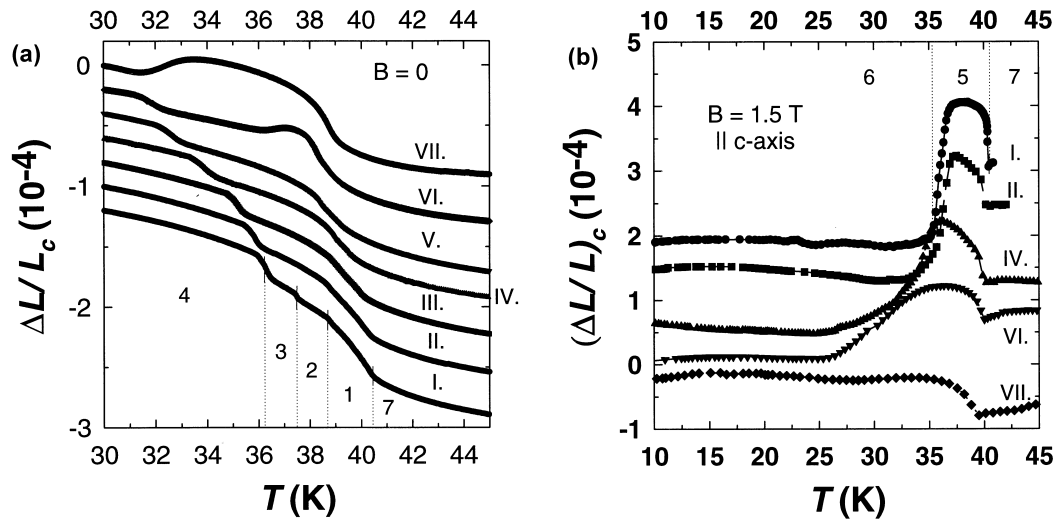 30 32 34 36 38 40 42 44
(a)
B = 0
0
-1
-2
-3
ΔL/ L_c (10-4)
VII.
VI.
V.
IV.
III.
II.
I.
4
3
2
1
7
30 32 34 36 38 40 42 44
T (K)
10 15 20 25 30 35 40 45
(b)
5
4
3
2
1
0
-1
(ΔL/ L)_c (10-4)
6
5
7
B = 1.5 T
|| c-axis
I.
II.
IV.
VI.
VII.
10 15 20 25 30 35 40 45
T (K)